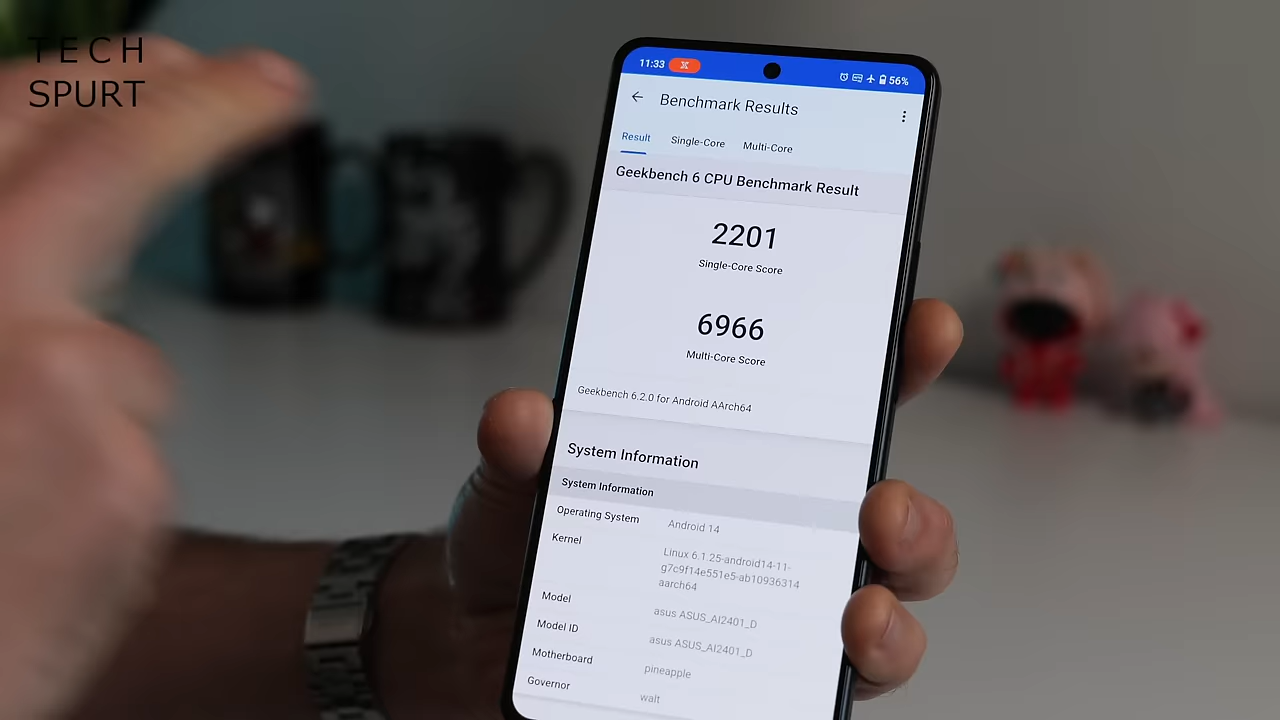 TECH
SPURT
11:33 56%
Benchmark Results
Result Single-Core Multi-Core
Geekbench 6 CPU Benchmark Result
2201
Single-Core Score
6966
Multi-Core Score
Geekbench 6.2.0 for Android AArch64
System Information
System Information
Operating System Android 14
Kernel Linux 6.1.25-android14-11-
g7c9f14e551e5-ab10936314
aarch64
Model asus ASUS_AI2401_D
Model ID asus ASUS_AI2401_D
Motherboard pineapple
Governor walt